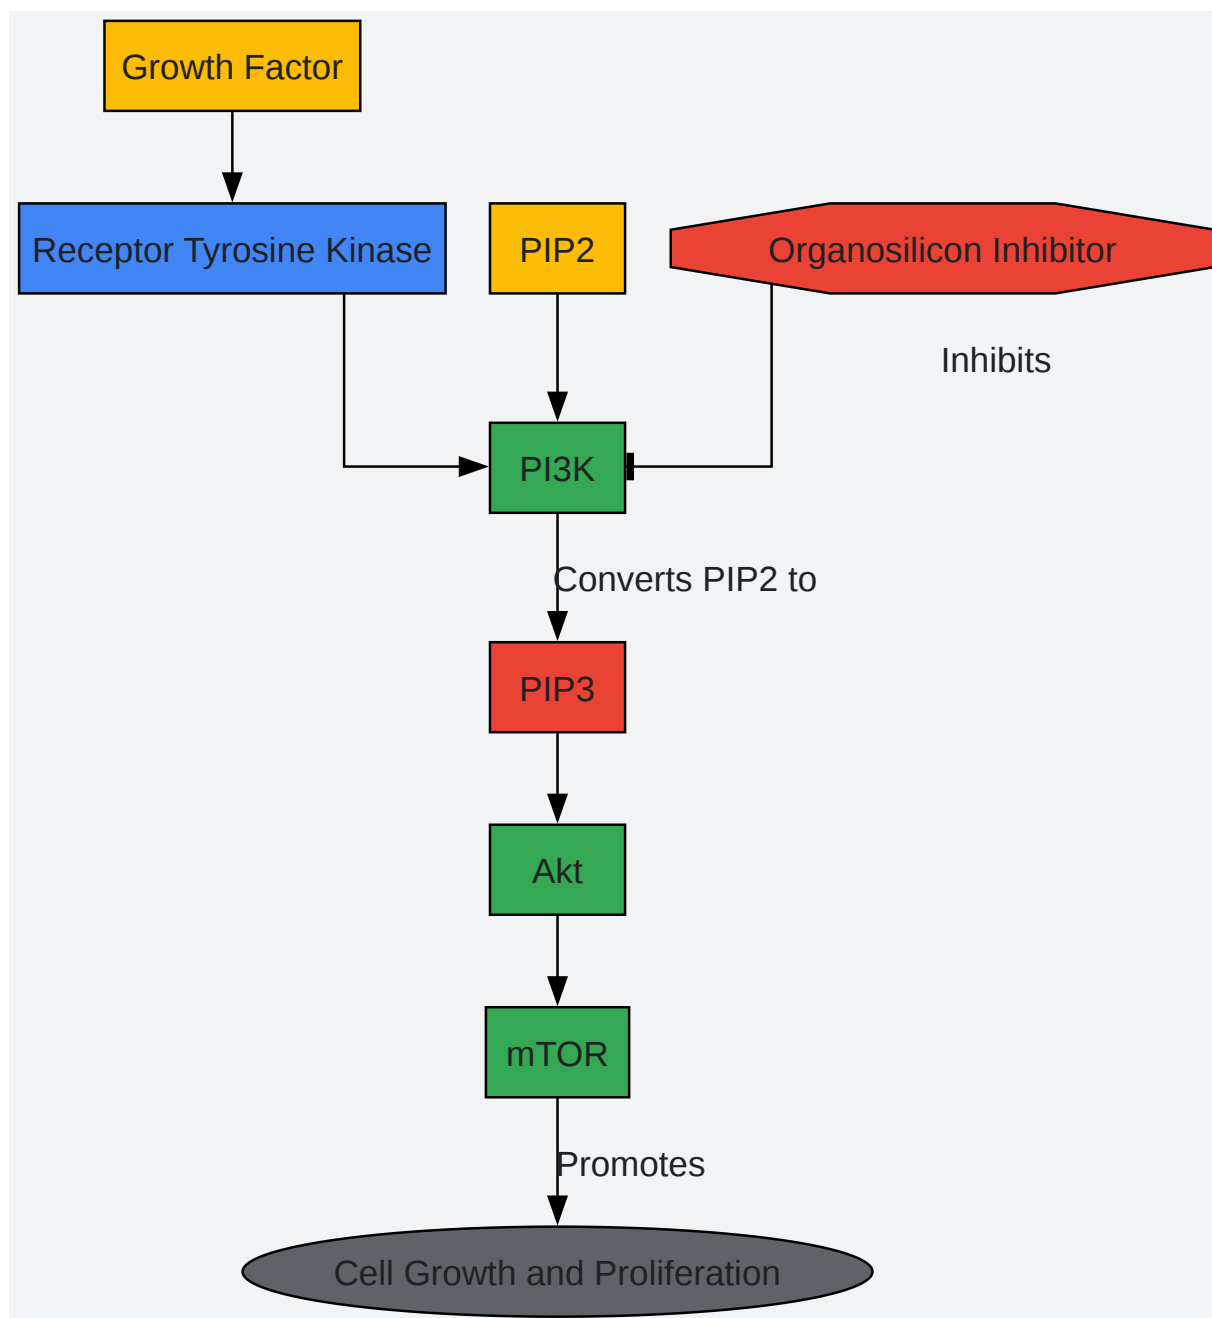 Growth Factor
Receptor Tyrosine Kinase
PIP2
Organosilicon Inhibitor
Inhibits
PI3K
Converts PIP2 to
PIP3
Akt
mTOR
Promotes
Cell Growth and Proliferation